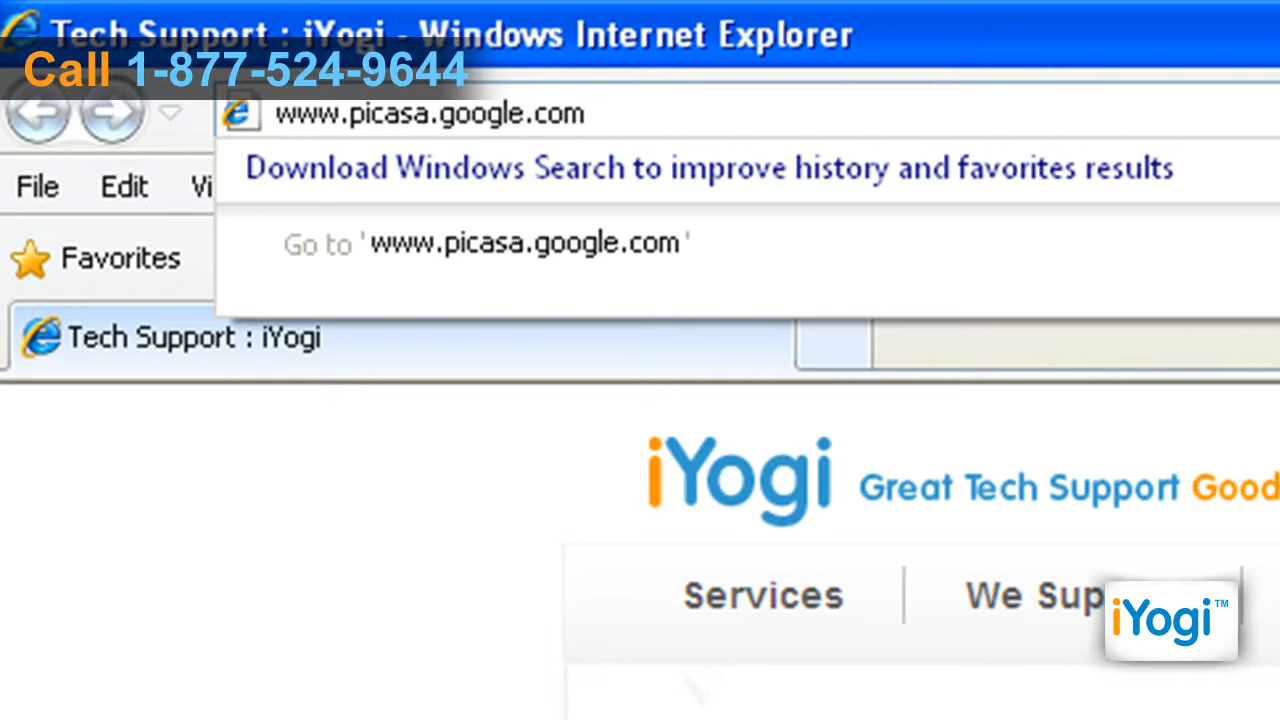 Tech Support : iYogi - Windows Internet Explorer
Call 1-877-524-9644
www.picasa.google.com
Download Windows Search to improve history and favorites results
File Edit Vi
Go to 'www.picasa.google.com'
Favorites
Tech Support : iYogi
iYogi Great Tech Support Good
Services We Sup
iYogi™